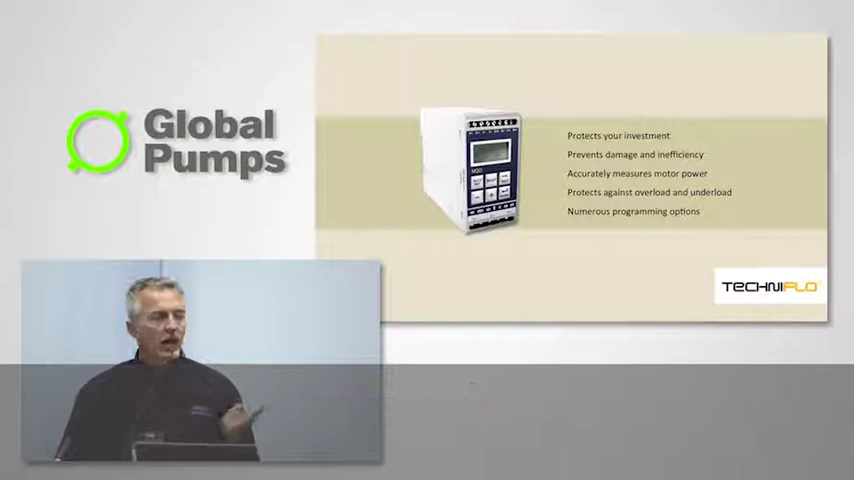 Global
Pumps
Protects your investment
Prevents damage and inefficiency
Accurately measures motor power
Protects against overload and underload
Numerous programming options
M20
TECHNIFLO